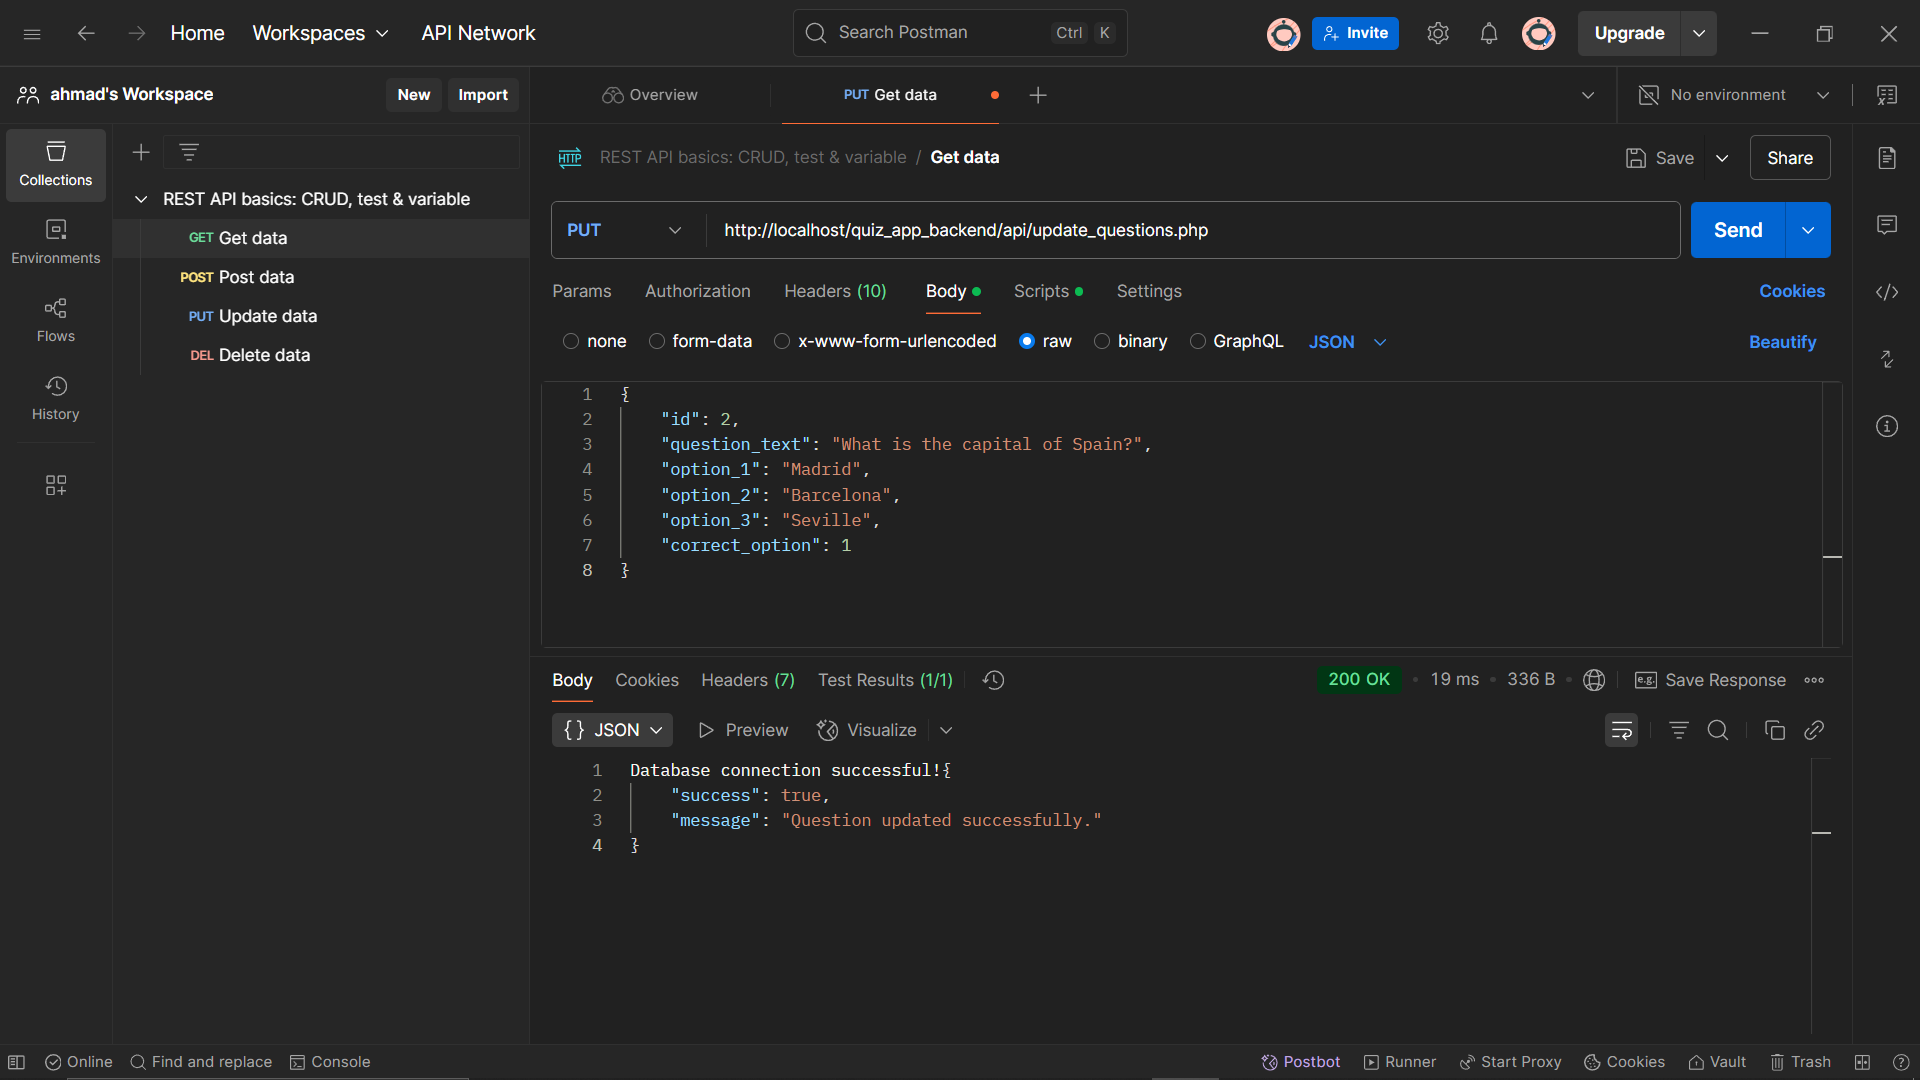 Home Workspaces API Network Search Postman Ctrl K Invite Upgrade
ahmad's Workspace New Import Overview PUT Get data No environment
Collections
Environments
Flows
History
REST API basics: CRUD, test & variable
GET Get data
POST Post data
PUT Update data
DEL Delete data
HTTP REST API basics: CRUD, test & variable / Get data Save Share
PUT http://localhost/quiz_app_backend/api/update_questions.php Send
Params Authorization Headers (10) Body Scripts Settings Cookies
none form-data x-www-form-urlencoded raw binary GraphQL JSON Beautify
1 {
2 "id": 2,
3 "question_text": "What is the capital of Spain?",
4 "option_1": "Madrid",
5 "option_2": "Barcelona",
6 "option_3": "Seville",
7 "correct_option": 1
8 }
Body Cookies Headers (7) Test Results (1/1) 200 OK • 19 ms • 336 B • e.g. Save Response
{} JSON Preview Visualize
1 Database connection successful!{
2 "success": true,
3 "message": "Question updated successfully."
4 }
Online Find and replace Console Postbot Runner Start Proxy Cookies Vault Trash